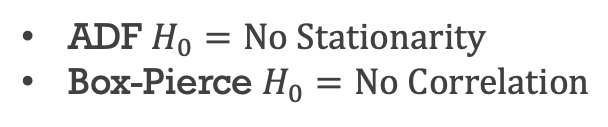 • ADF H₀ = No Stationarity
• Box-Pierce H₀ = No Correlation